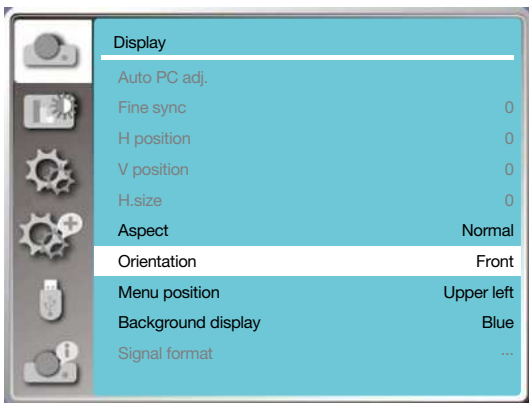 Display
Auto PC adj.
Fine sync 0
H position 0
V position 0
H.size 0
Aspect Normal
Orientation Front
Menu position Upper left
Background display Blue
Signal format ...